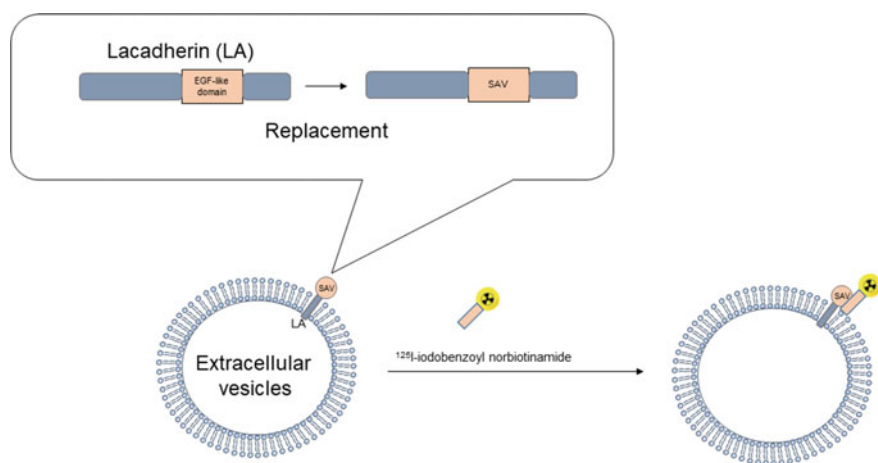 Lacadherin (LA)
EGF-like
domain
SAV
Replacement
SAV
LA
Extracellular
vesicles
¹²⁵I-iodobenzoyl norbiotinamide
SAV